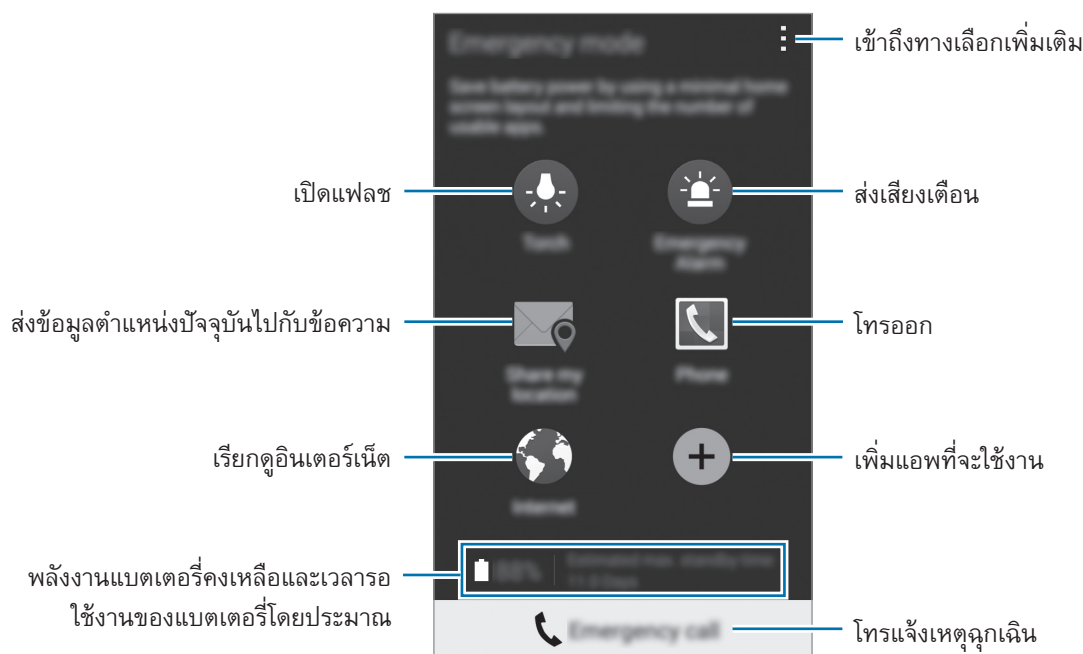 Emergency mode
เข้าถึงทางเลือกเพิ่มเติม
Save battery power by using a minimal home
screen layout and limiting the number of
usable apps.
เปิดแฟลช
ส่งเสียงเตือน
Torch
Emergency
Alarm
ส่งข้อมูลตำแหน่งปัจจุบันไปกับข้อความ
โทรออก
Share my
location
Phone
เรียกดูอินเตอร์เน็ต
เพิ่มแอพที่จะใช้งาน
Internet
พลังงานแบตเตอรี่คงเหลือและเวลารอ
ใช้งานของแบตเตอรี่โดยประมาณ
Estimated max. standby time
Emergency call
โทรแจ้งเหตุฉุกเฉิน